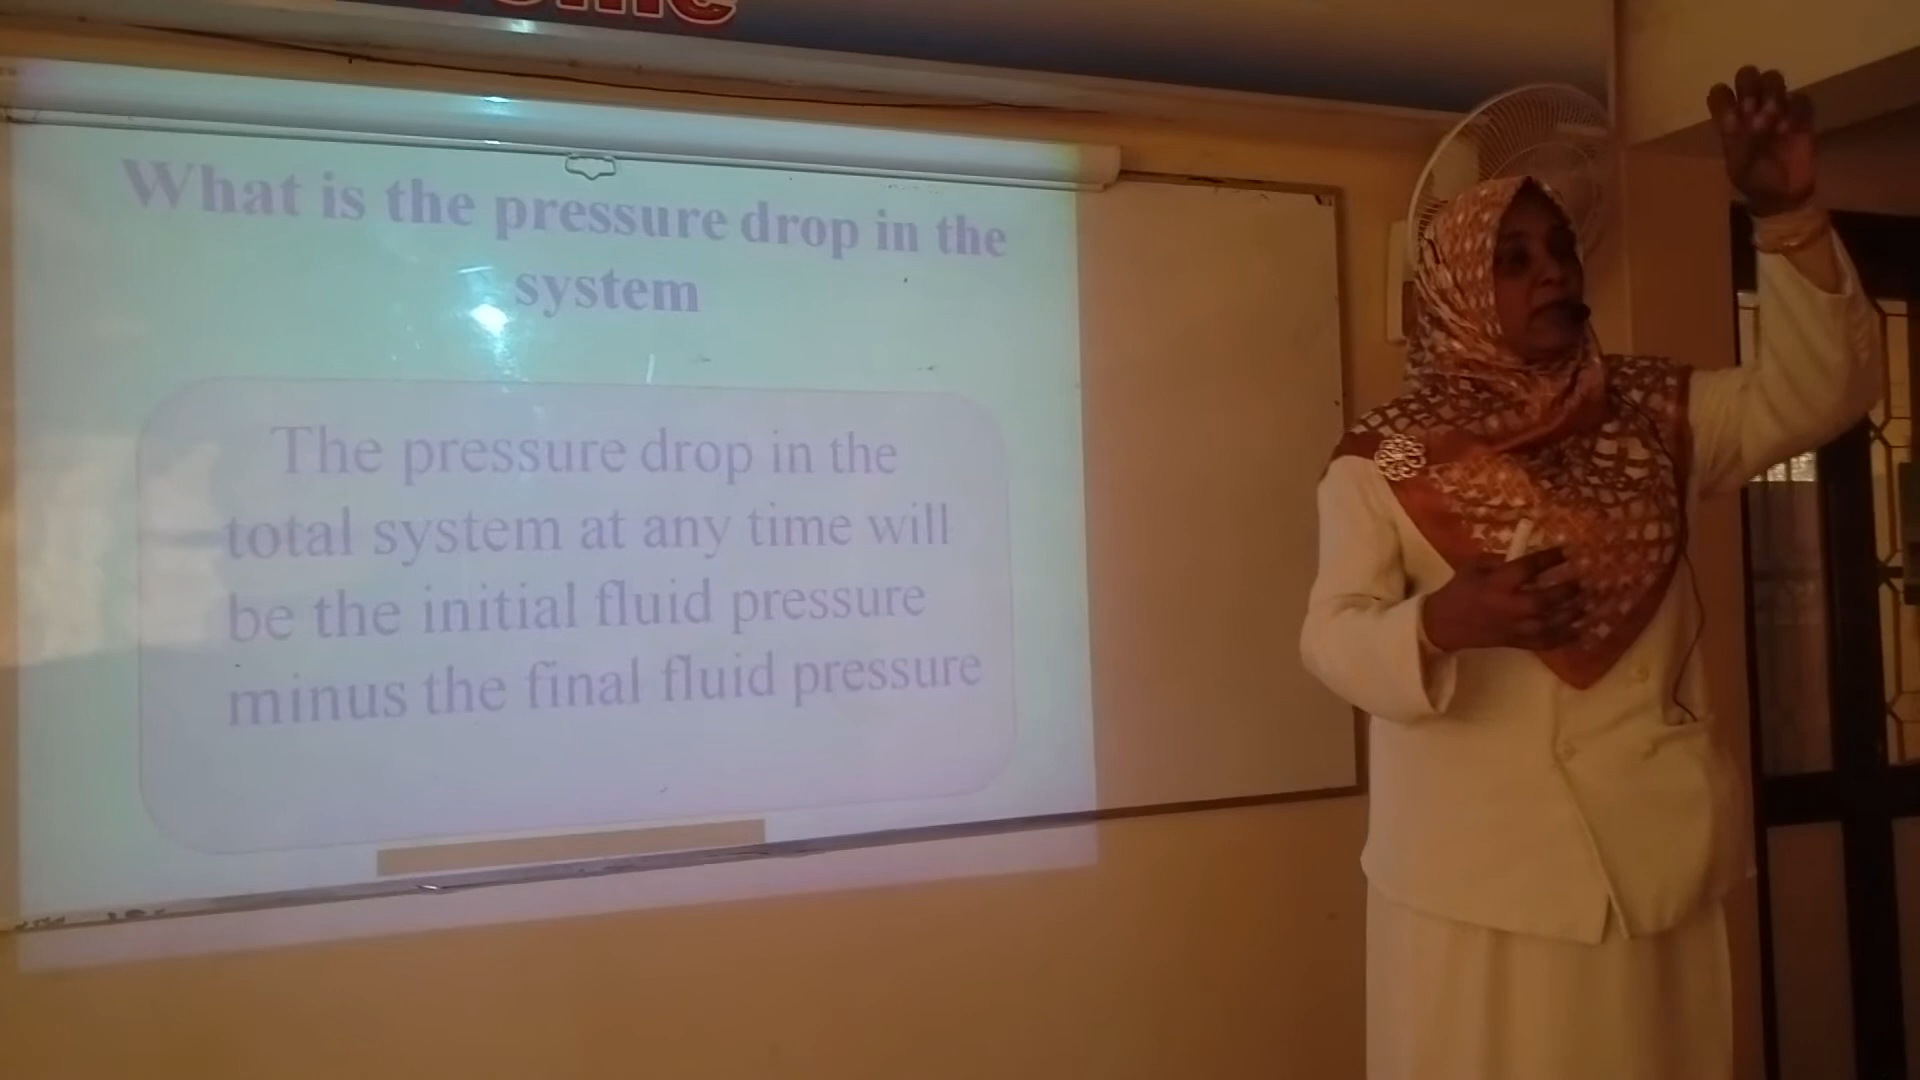 What is the pressure drop in the
system
The pressure drop in the
total system at any time will
be the initial fluid pressure
minus the final fluid pressure